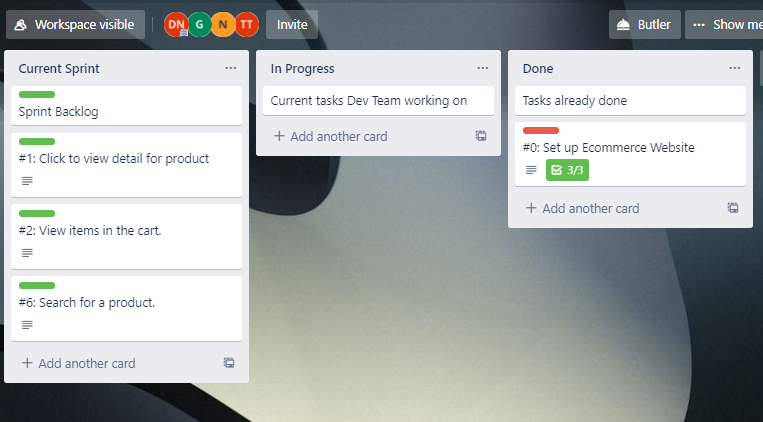 Workspace visible
DN
G
N
TT
Invite
Butler
Show me
Current Sprint
Sprint Backlog
#1: Click to view detail for product
#2: View items in the cart.
#6: Search for a product.
Add another card
In Progress
Current tasks Dev Team working on
Add another card
Done
Tasks already done
#0: Set up Ecommerce Website
3/3
Add another card